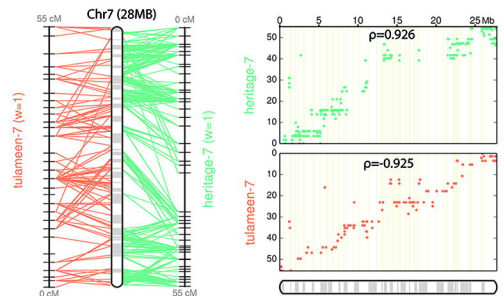 55 cM
Chr7 (28MB)
0 cM
tulameen-7 (w=1)
heritage-7 (w=1)
0 cM
55 cM
0 5 10 15 20 25 Mb
ρ=0.926
heritage-7
50
40
30
20
10
0
ρ=-0.925
tulameen-7
0
10
20
30
40
50